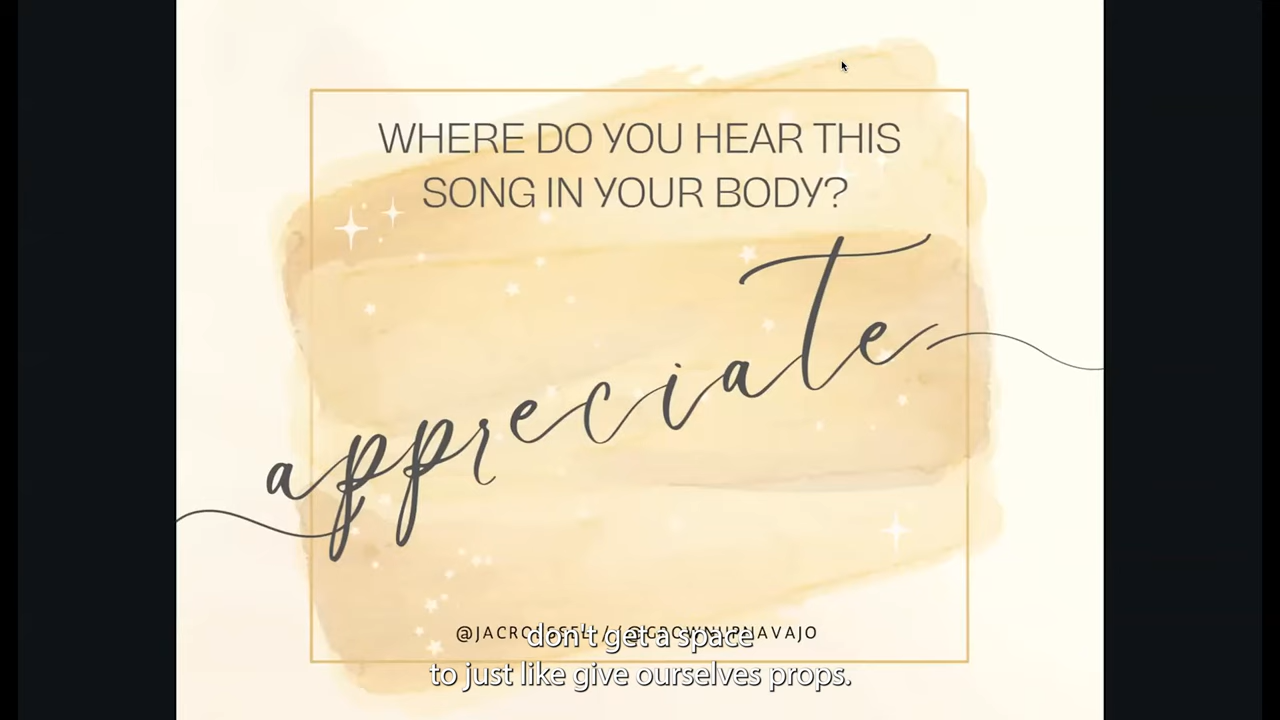 WHERE DO YOU HEAR THIS
SONG IN YOUR BODY?
appreciate
don't get a space
to just like give ourselves props.